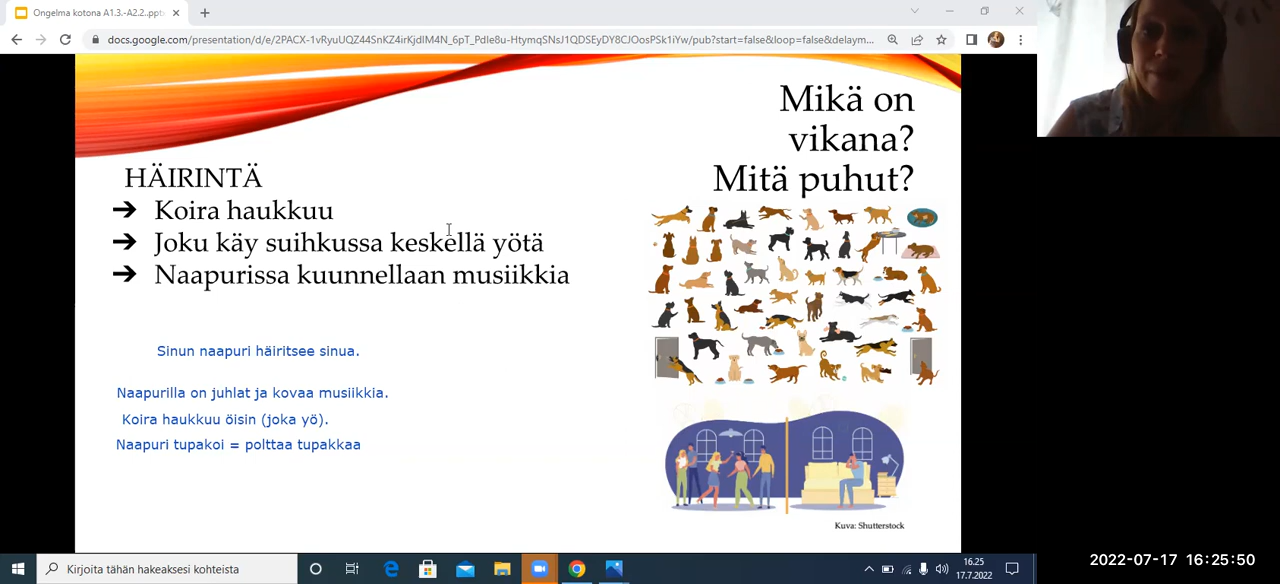 Ongelma kotona A1.3.-A2.2..ppt
docs.google.com/presentation/d/e/2PACX-1vRyuUQZ44SnKZ4irKjdIM4N_6pT_Pdle8u-HtymqSNsJ1QDSEyDY8CJOosPSk1iYw/pub?start=false&loop=false&delaym...
Mikä on
vikana?
Mitä puhut?
HÄIRINTÄ
➔ Koira haukkuu
➔ Joku käy suihkussa keskellä yötä
➔ Naapurissa kuunnellaan musiikkia
Sinun naapuri häiritsee sinua.
Naapurilla on juhlat ja kovaa musiikkia.
Koira haukkuu öisin (joka yö).
Naapuri tupakoi = polttaa tupakkaa
Kuva: Shutterstock
Kirjoita tähän hakeaksesi kohteista
16.25
17.7.2022
2022-07-17 16:25:50